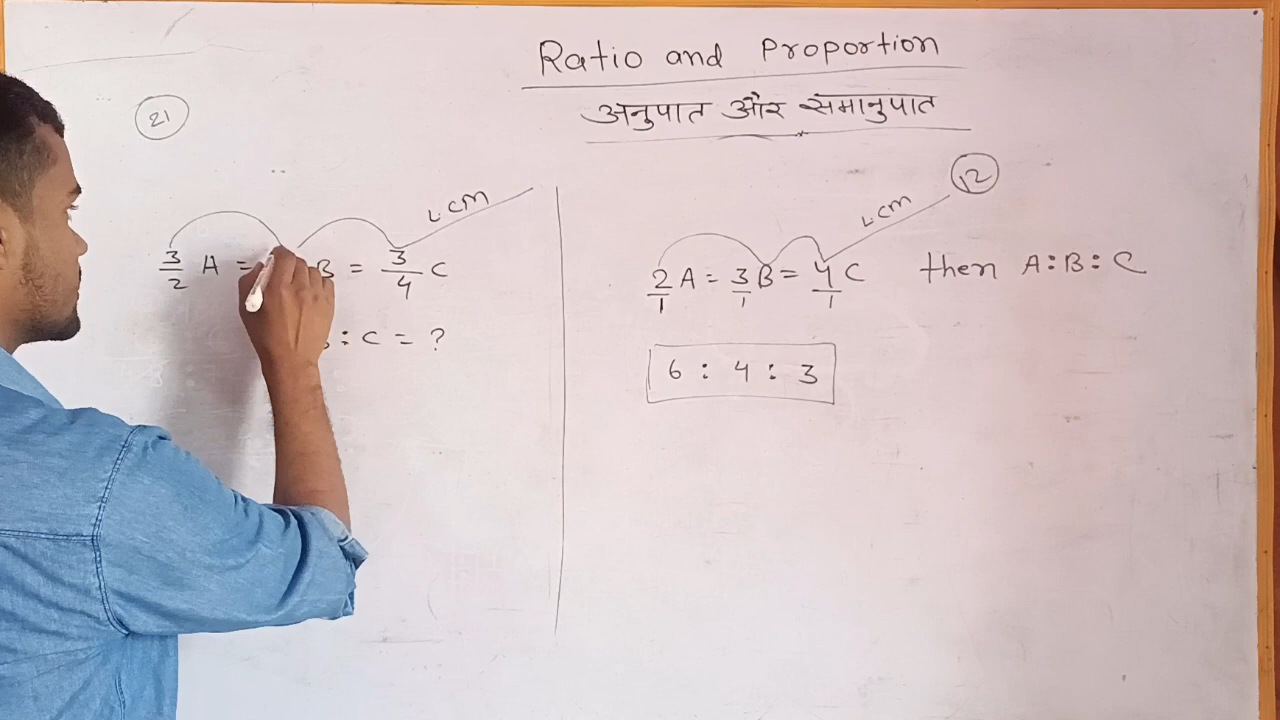 Ratio and Proportion
अनुपात और समानुपात
21
LCM
3/2 A = B = 3/4 C
: C = ?
LCM 12
2/1 A = 3/1 B = 4/1 C then A:B:C
6 : 4 : 3